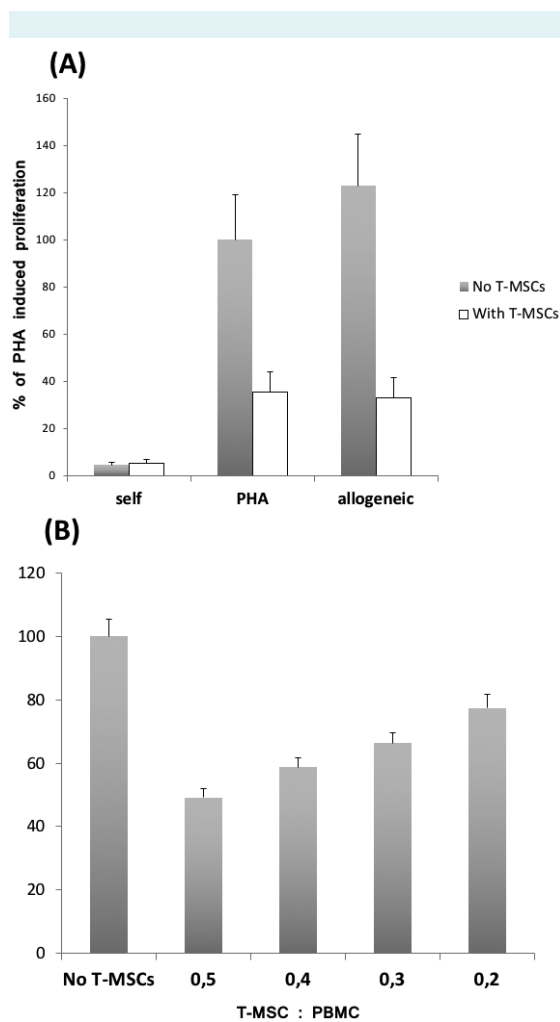 (A)
160
140
120
100
80
60
40
20
0
% of PHA induced proliferation
self PHA allogeneic
No T-MSCs
With T-MSCs
(B)
120
100
80
60
40
20
0
No T-MSCs 0,5 0,4 0,3 0,2
T-MSC : PBMC